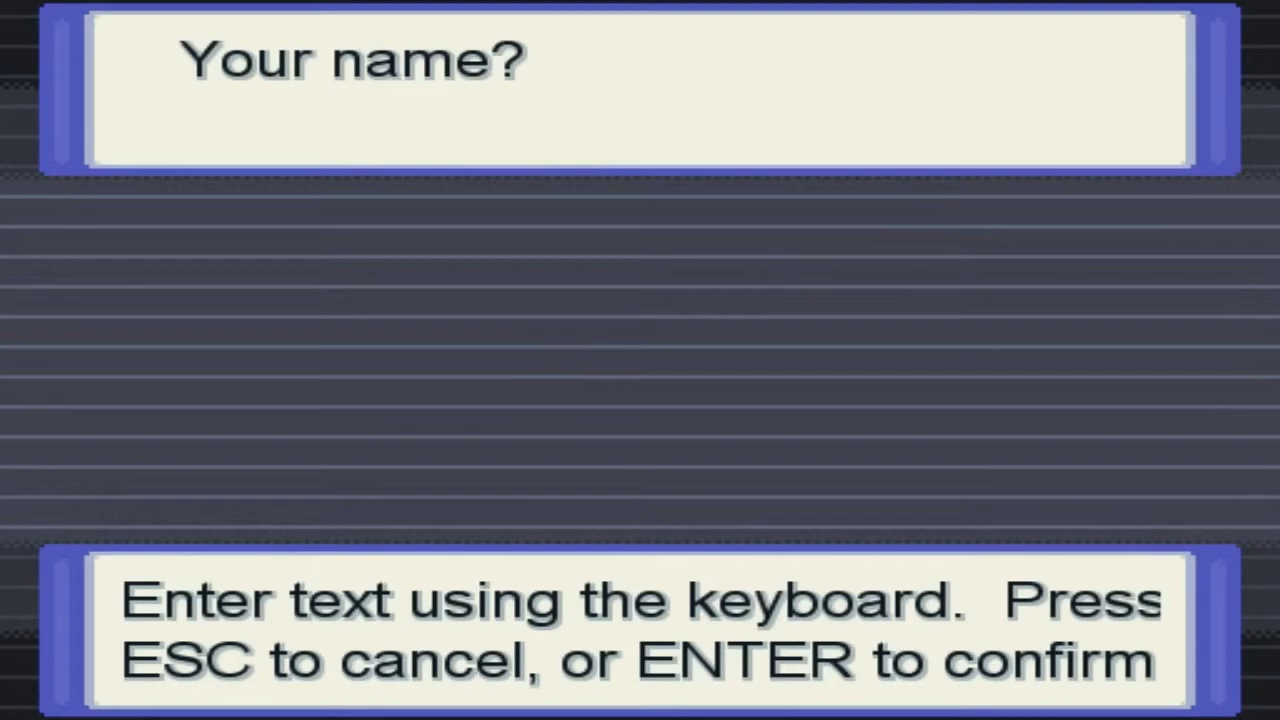 Your name?
Enter text using the keyboard.  Press
ESC to cancel, or ENTER to confirm